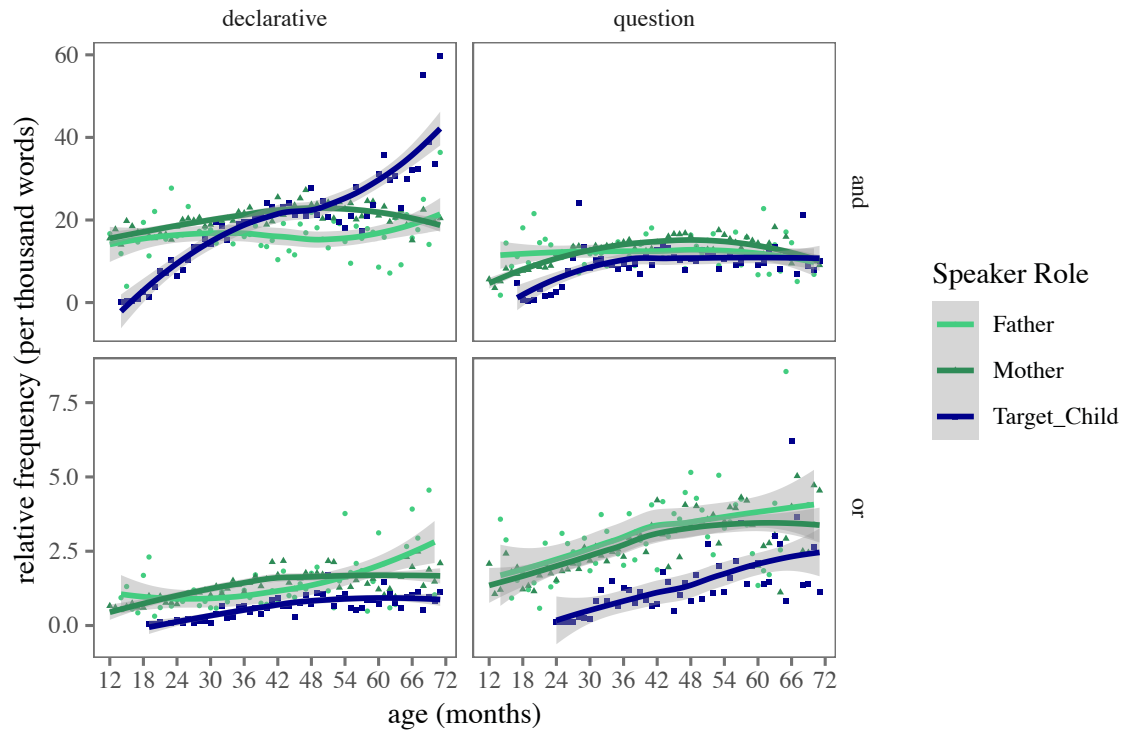 declarative
question
60
40
20
0
and
7.5
5.0
2.5
0.0
or
12 18 24 30 36 42 48 54 60 66 72
12 18 24 30 36 42 48 54 60 66 72
age (months)
relative frequency (per thousand words)
Speaker Role
Father
Mother
Target_Child